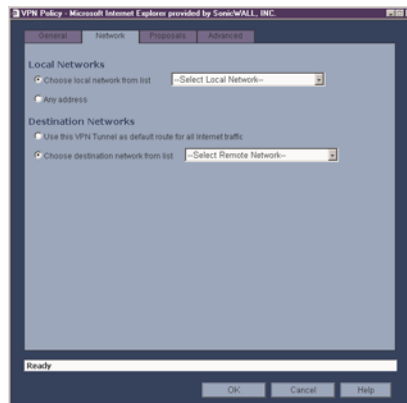 VPN Policy - Microsoft Internet Explorer provided by SonicWALL, INC.
General Network Proposals Advanced
Local Networks
Choose local network from list --Select Local Network--
Any address
Destination Networks
Use this VPN Tunnel as default route for all Internet traffic
Choose destination network from list --Select Remote Network--
Ready
OK Cancel Help